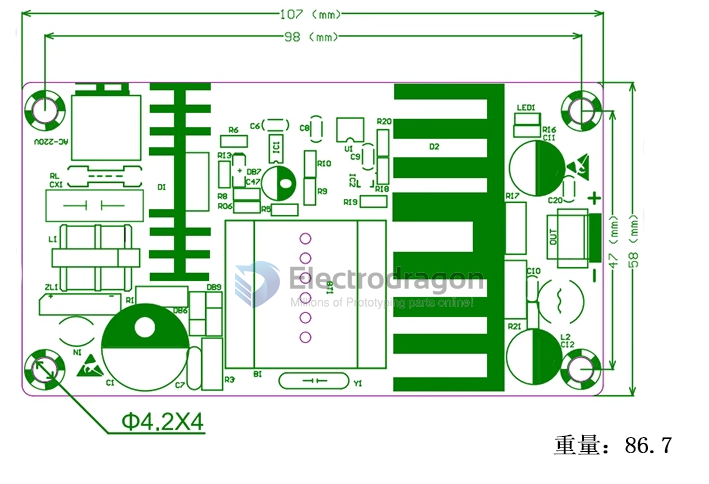 107 (mm)
98 (mm)
AC-220V
RL
CX1
L1
ZL1
N1
C1
D1
R6
R13
R8
R06
DB7
C47
R5
C6
IC1
C8
R10
R9
U1
C9
IC2
R20
R18
R19
D2
LED1
R16
C11
C20
R17
OUT
+
-
C10
R21
L2
C12
47 (mm)
58 (mm)
R1
DB9
DB6
C7
R3
B1
BT1
Y1
Electrodragon
Millions of Prototyping parts online!
Φ4.2X4
重量: 86.7